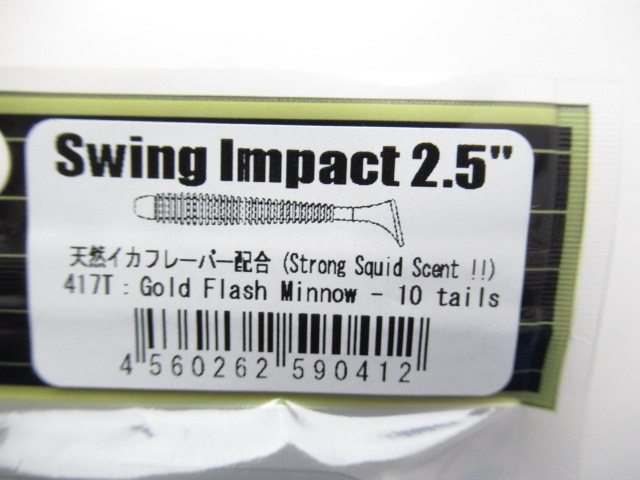 Swing Impact 2.5"
天然イカフレーバー配合 (Strong Squid Scent !!)
417T : Gold Flash Minnow - 10 tails
4 560262 590412